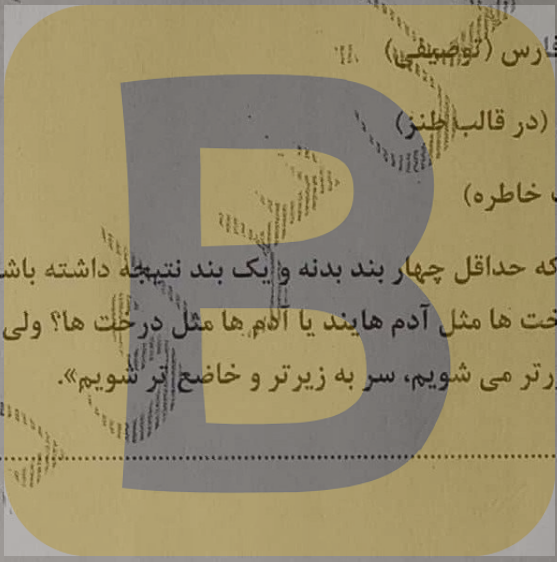 فارس (توصیفی)
(در قالب طنز)
خاطره)
که حداقل چهار بند بدنه و یک بند نتیجه داشته باش
خت ها مثل آدم هایند یا آدم ها مثل درخت ها؟ ولی
رتر می شویم، سر به زیرتر و خاضع تر شویم».
B